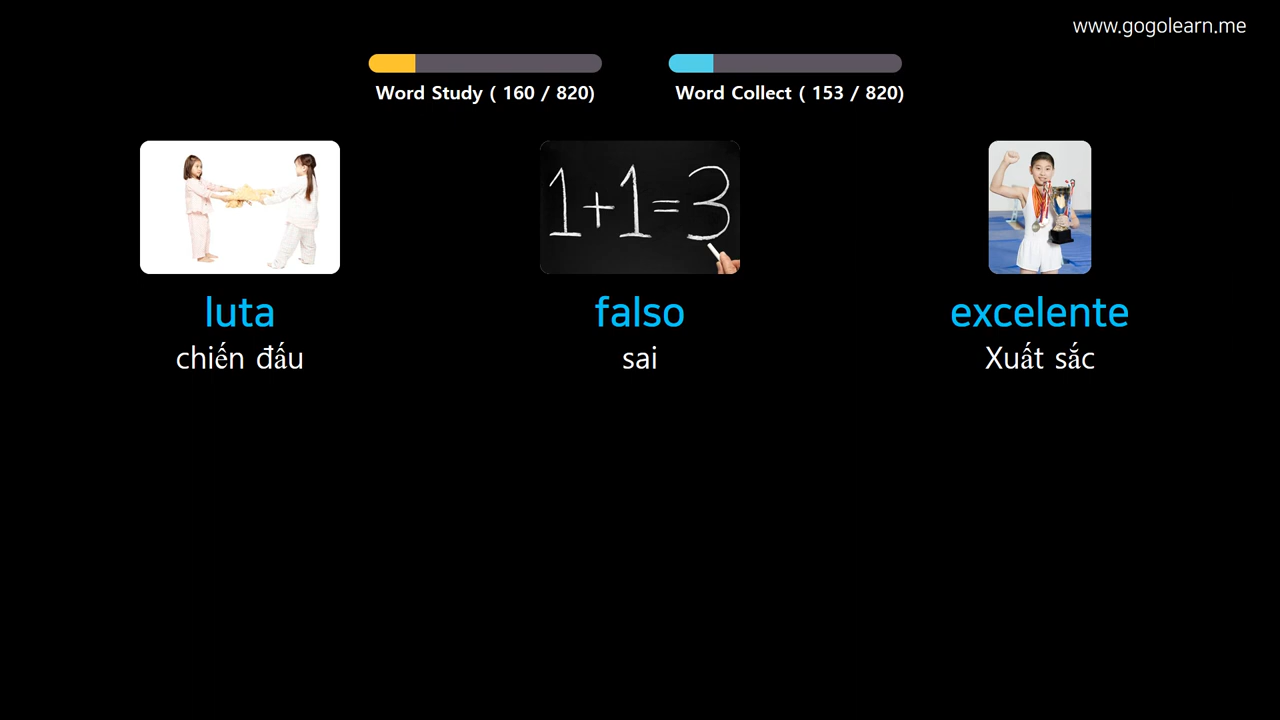 www.gogolearn.me
Word Study ( 160 / 820)
Word Collect ( 153 / 820)
1+1=3
luta
falso
excelente
chiến đấu
sai
Xuất sắc